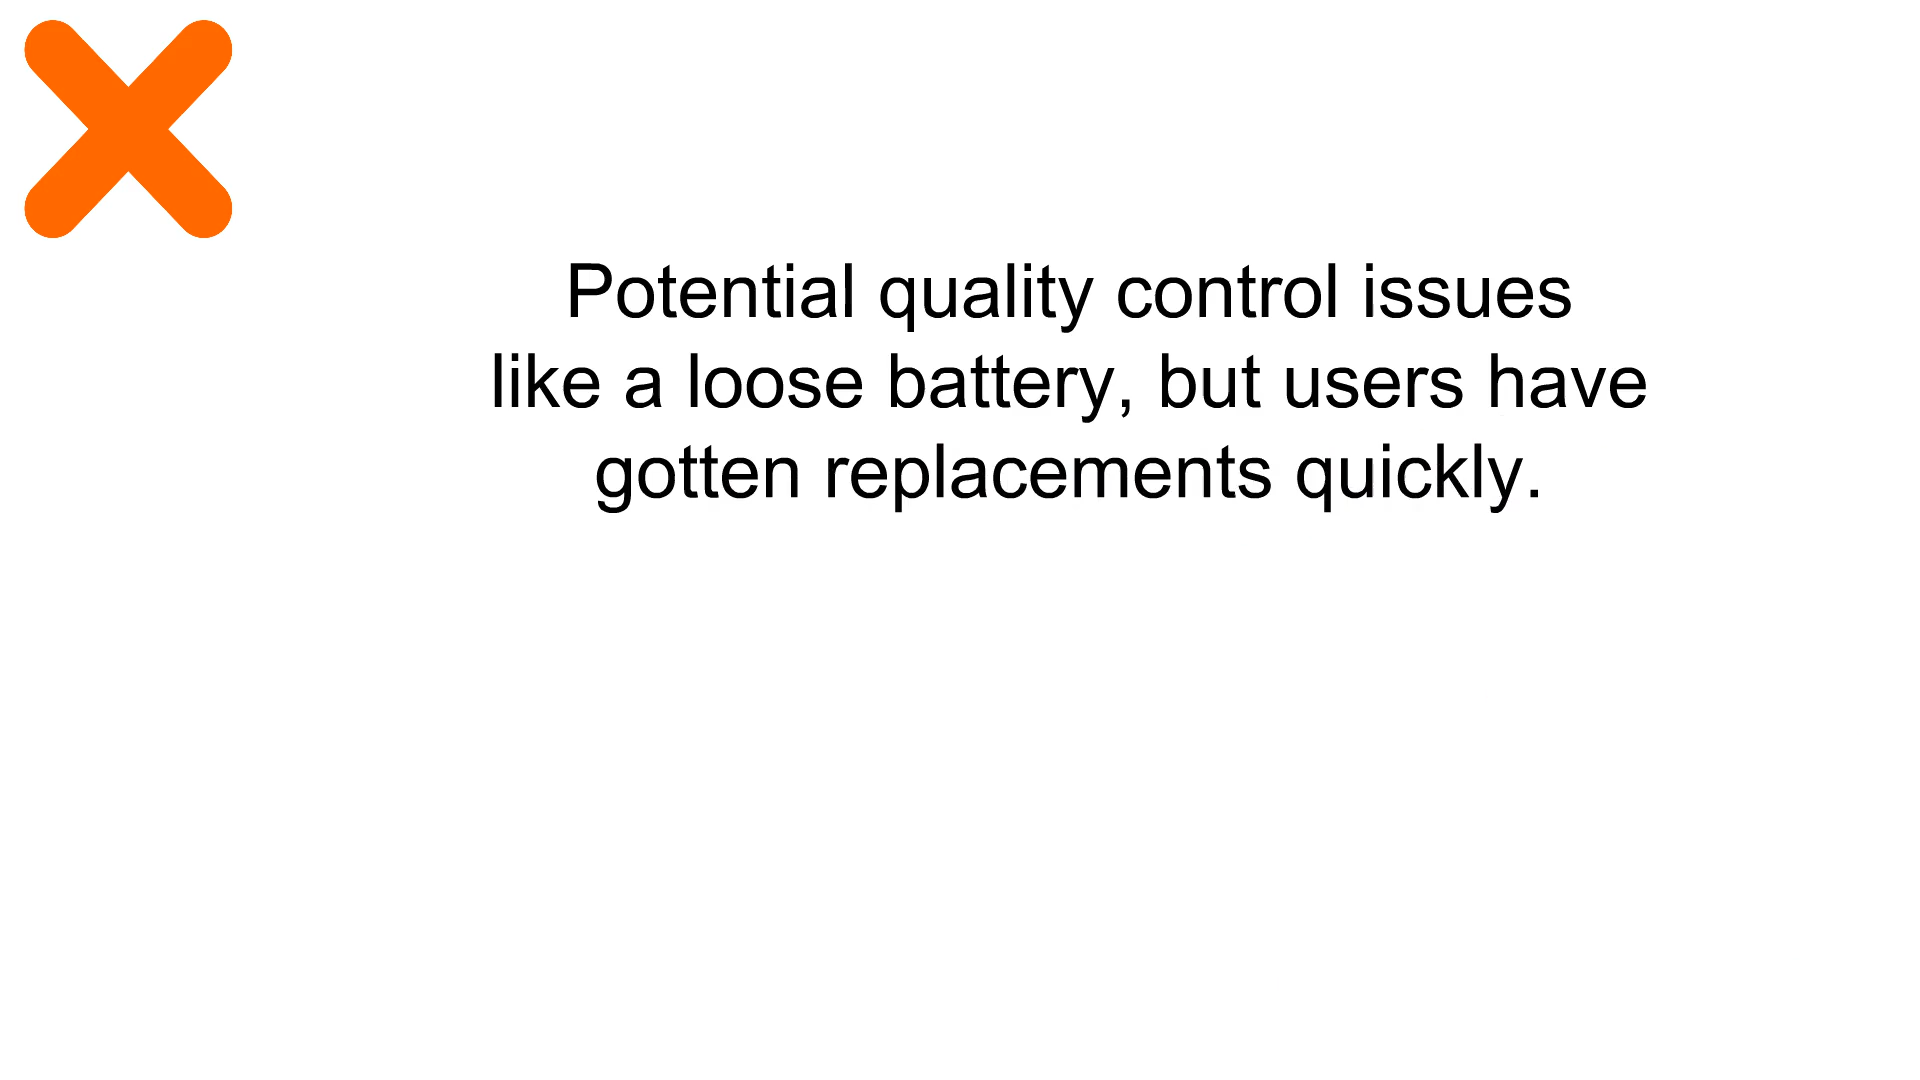 Potential quality control issues
like a loose battery, but users have
gotten replacements quickly.